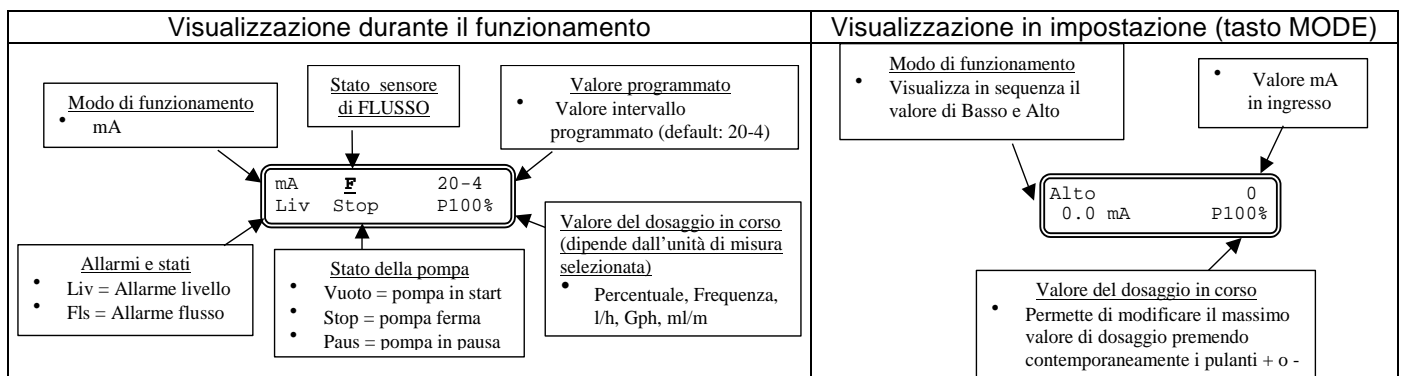 Visualizzazione durante il funzionamento
Visualizzazione in impostazione (tasto MODE)
Modo di funzionamento
• mA
Stato sensore
di FLUSSO
Valore programmato
• Valore intervallo
programmato (default: 20-4)
mA F 20-4
Liv Stop P100%
Allarmi e stati
• Liv = Allarme livello
• Fls = Allarme flusso
Stato della pompa
• Vuoto = pompa in start
• Stop = pompa ferma
• Paus = pompa in pausa
Valore del dosaggio in corso
(dipende dall'unità di misura
selezionata)
• Percentuale, Frequenza,
l/h, Gph, ml/m
Modo di funzionamento
• Visualizza in sequenza il
valore di Basso e Alto
• Valore mA
in ingresso
Alto 0
0.0 mA P100%
Valore del dosaggio in corso
• Permette di modificare il massimo
valore di dosaggio premendo
contemporaneamente i pulanti + o -